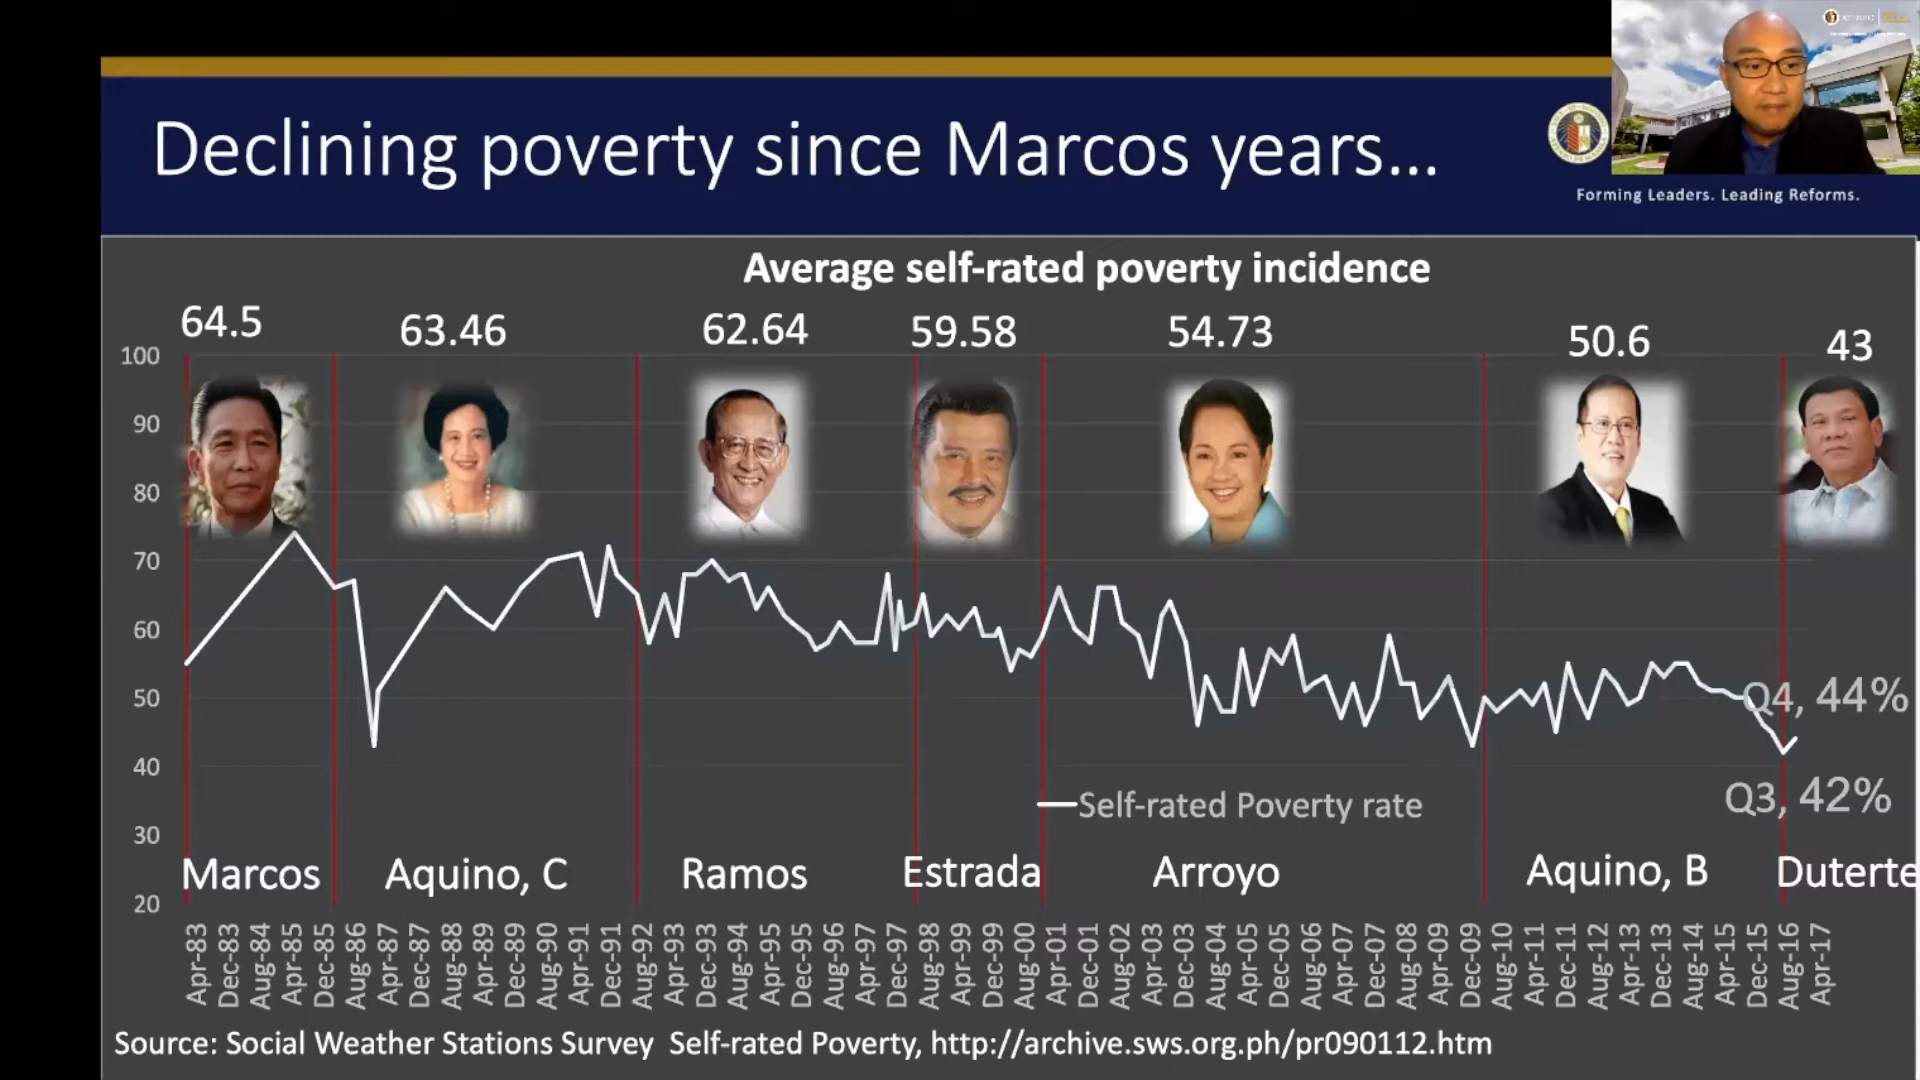 Declining poverty since Marcos years...
Forming Leaders. Leading Reforms.
Average self-rated poverty incidence
64.5 63.46 62.64 59.58 54.73 50.6 43
100
90
80
70
60
50
40
30
20
Q4, 44%
Q3, 42%
Self-rated Poverty rate
Marcos Aquino, C Ramos Estrada Arroyo Aquino, B Duterte
Apr-83 Dec-83 Aug-84 Apr-85 Dec-85 Aug-86 Apr-87 Dec-87 Aug-88 Apr-89 Dec-89 Aug-90 Apr-91 Dec-91 Aug-92 Apr-93 Dec-93 Aug-94 Apr-95 Dec-95 Aug-96 Apr-97 Dec-97 Aug-98 Apr-99 Dec-99 Aug-00 Apr-01 Dec-01 Aug-02 Apr-03 Dec-03 Aug-04 Apr-05 Dec-05 Aug-06 Apr-07 Dec-07 Aug-08 Apr-09 Dec-09 Aug-10 Apr-11 Dec-11 Aug-12 Apr-13 Dec-13 Aug-14 Apr-15 Dec-15 Aug-16 Apr-17
Source: Social Weather Stations Survey Self-rated Poverty, http://archive.sws.org.ph/pr090112.htm